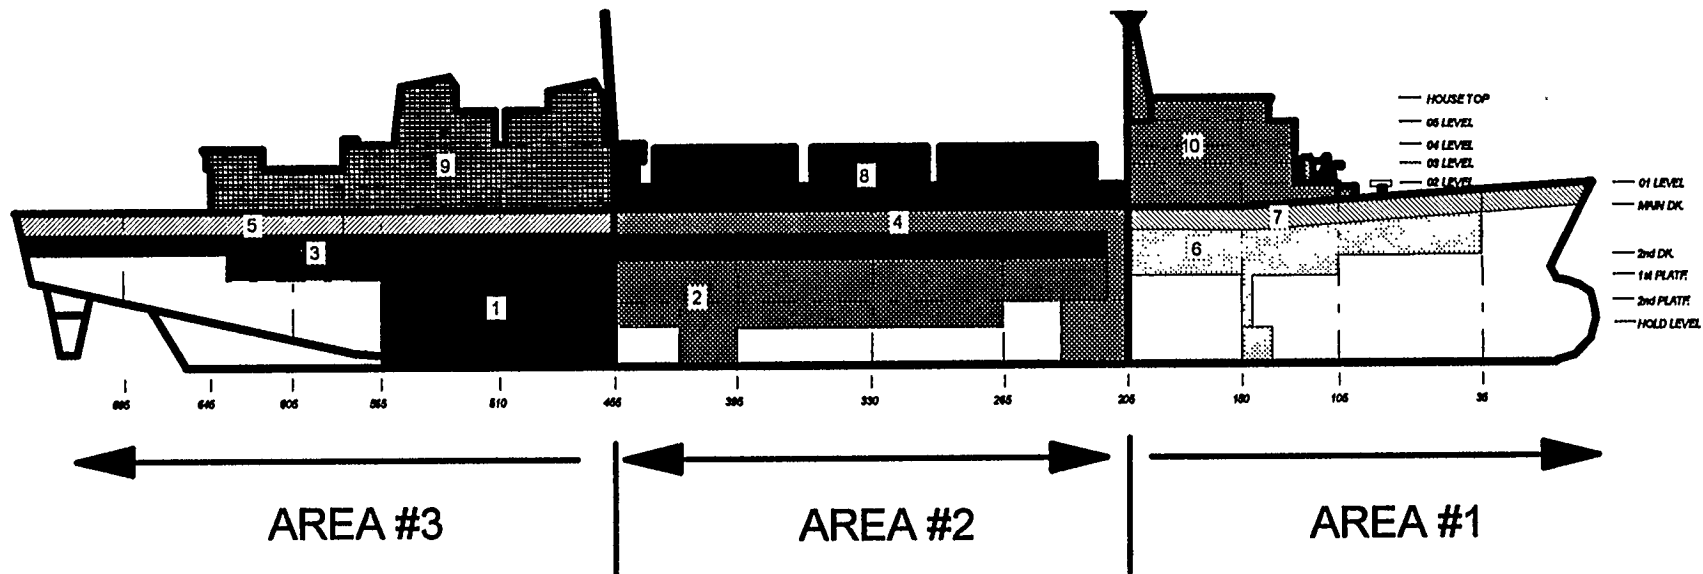 HOUSE TOP
05 LEVEL
04 LEVEL
03 LEVEL
02 LEVEL
01 LEVEL
MAIN DK.
2nd DK.
1st PLATF.
2nd PLATF.
HOLD LEVEL
9
10
8
5
4
7
3
6
2
1
645
605
565
510
455
395
330
265
205
150
105
35
AREA #3
AREA #2
AREA #1